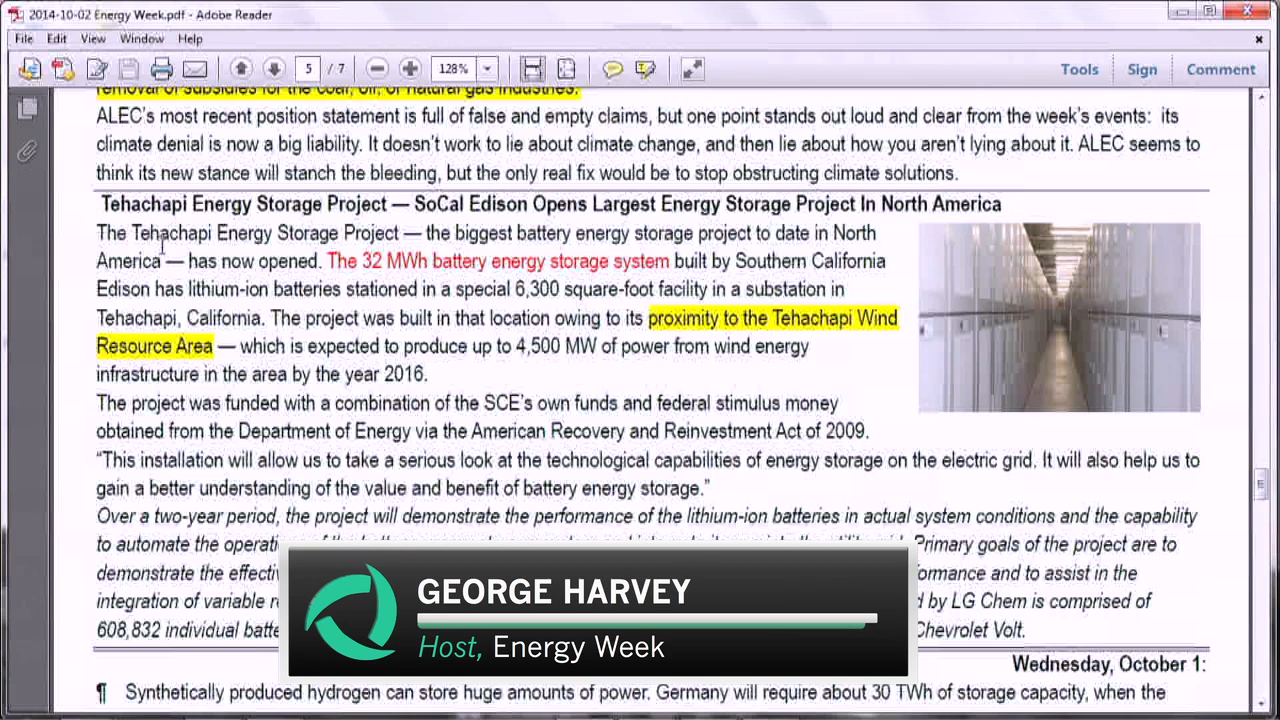 2014-10-02 Energy Week.pdf - Adobe Reader
File Edit View Window Help
5 / 7 128% Tools Sign Comment
removal of subsidies for the coal, oil, or natural gas industries.
ALEC's most recent position statement is full of false and empty claims, but one point stands out loud and clear from the week's events: its
climate denial is now a big liability. It doesn't work to lie about climate change, and then lie about how you aren't lying about it. ALEC seems to
think its new stance will stanch the bleeding, but the only real fix would be to stop obstructing climate solutions.
Tehachapi Energy Storage Project — SoCal Edison Opens Largest Energy Storage Project In North America
The Tehachapi Energy Storage Project — the biggest battery energy storage project to date in North
America — has now opened. The 32 MWh battery energy storage system built by Southern California
Edison has lithium-ion batteries stationed in a special 6,300 square-foot facility in a substation in
Tehachapi, California. The project was built in that location owing to its proximity to the Tehachapi Wind
Resource Area — which is expected to produce up to 4,500 MW of power from wind energy
infrastructure in the area by the year 2016.
The project was funded with a combination of the SCE's own funds and federal stimulus money
obtained from the Department of Energy via the American Recovery and Reinvestment Act of 2009.
“This installation will allow us to take a serious look at the technological capabilities of energy storage on the electric grid. It will also help us to
gain a better understanding of the value and benefit of battery energy storage.”
Over a two-year period, the project will demonstrate the performance of the lithium-ion batteries in actual system conditions and the capability
to automate the Primary goals of the project are to
demonstrate the and to assist in the
integration of variable by LG Chem is comprised of
608,832 individual Chevrolet Volt.
GEORGE HARVEY
Host, Energy Week
Wednesday, October 1:
¶ Synthetically produced hydrogen can store huge amounts of power. Germany will require about 30 TWh of storage capacity, when the